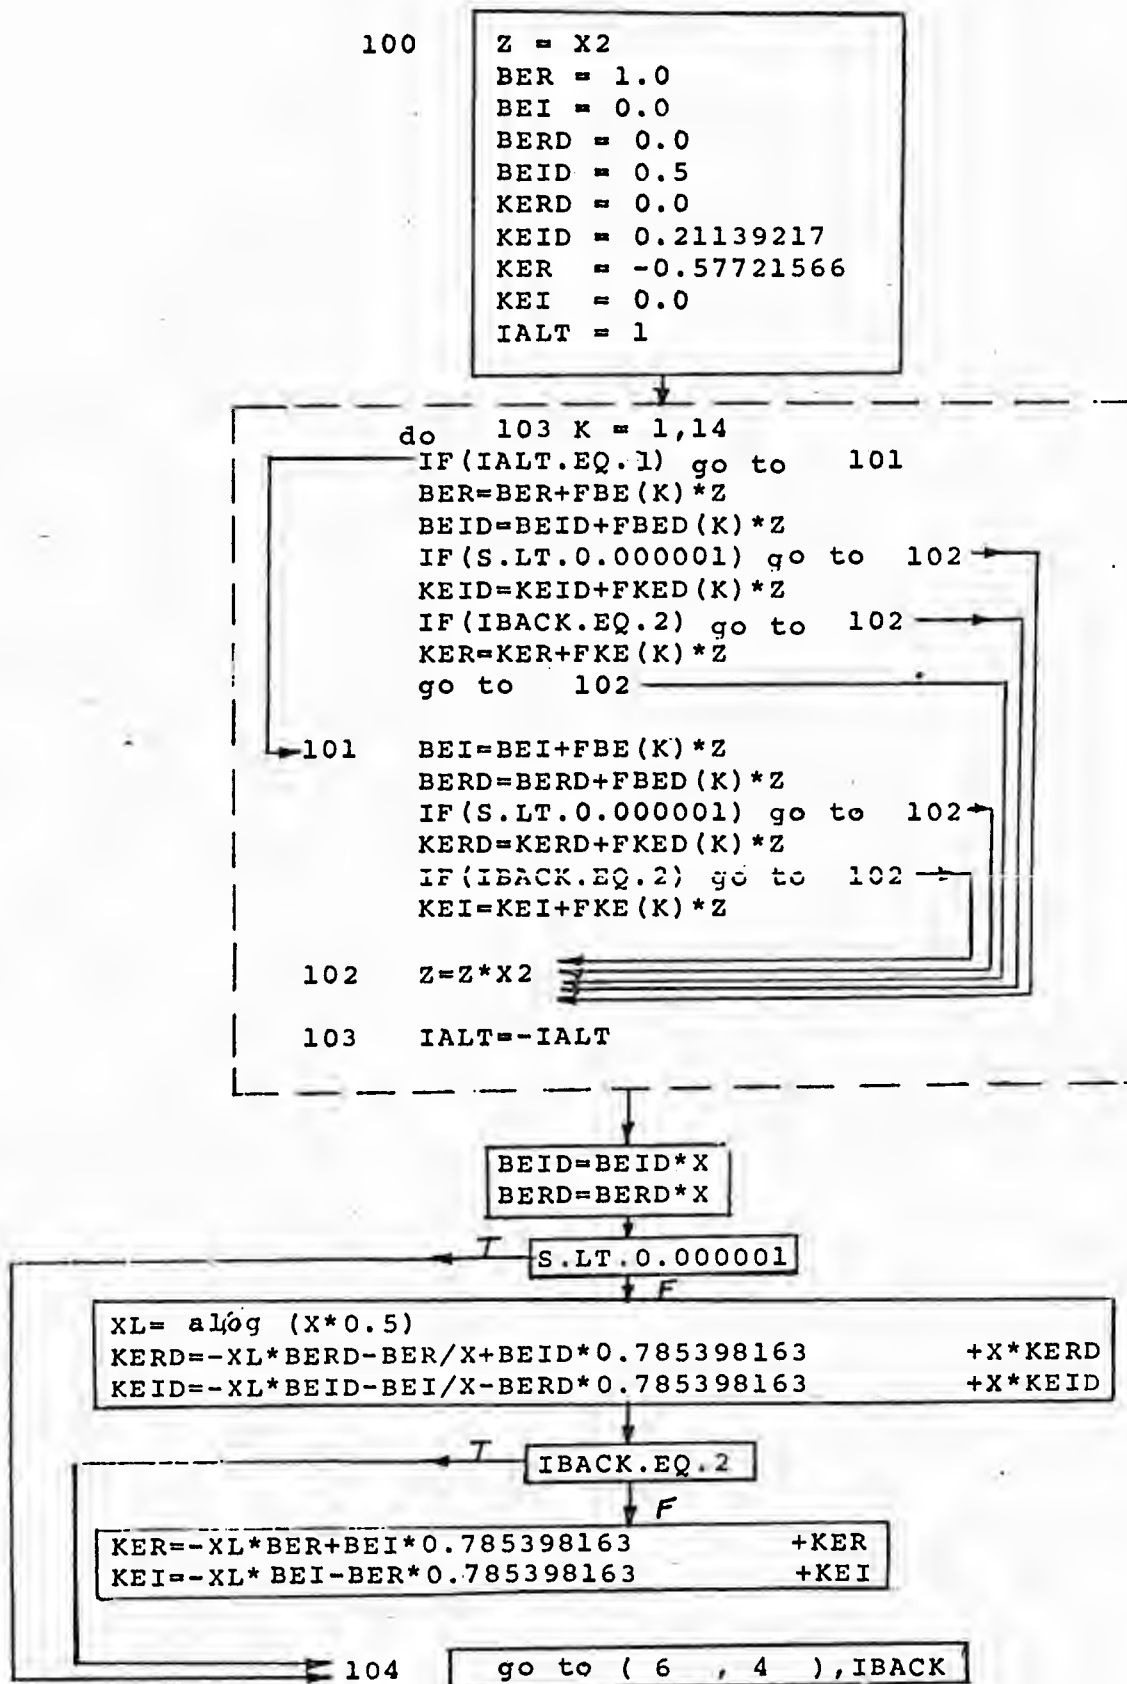 100 Z = X2
BER = 1.0
BEI = 0.0
BERD = 0.0
BEID = 0.5
KERD = 0.0
KEID = 0.21139217
KER = -0.57721566
KEI = 0.0
IALT = 1
do 103 K = 1,14
IF(IALT.EQ.1) go to 101
BER=BER+FBE(K)*Z
BEID=BEID+FBED(K)*Z
IF(S.LT.0.000001) go to 102
KEID=KEID+FKED(K)*Z
IF(IBACK.EQ.2) go to 102
KER=KER+FKE(K)*Z
go to 102
101 BEI=BEI+FBE(K)*Z
BERD=BERD+FBED(K)*Z
IF(S.LT.0.000001) go to 102
KERD=KERD+FKED(K)*Z
IF(IBACK.EQ.2) go to 102
KEI=KEI+FKE(K)*Z
102 Z=Z*X2
103 IALT=-IALT
BEID=BEID*X
BERD=BERD*X
T S.LT.0.000001
F
XL= alog (X*0.5)
KERD=-XL*BERD-BER/X+BEID*0.785398163 +X*KERD
KEID=-XL*BEID-BEI/X-BERD*0.785398163 +X*KEID
T IBACK.EQ.2
F
KER=-XL*BER+BEI*0.785398163 +KER
KEI=-XL*BEI-BER*0.785398163 +KEI
104 go to ( 6 , 4 ),IBACK